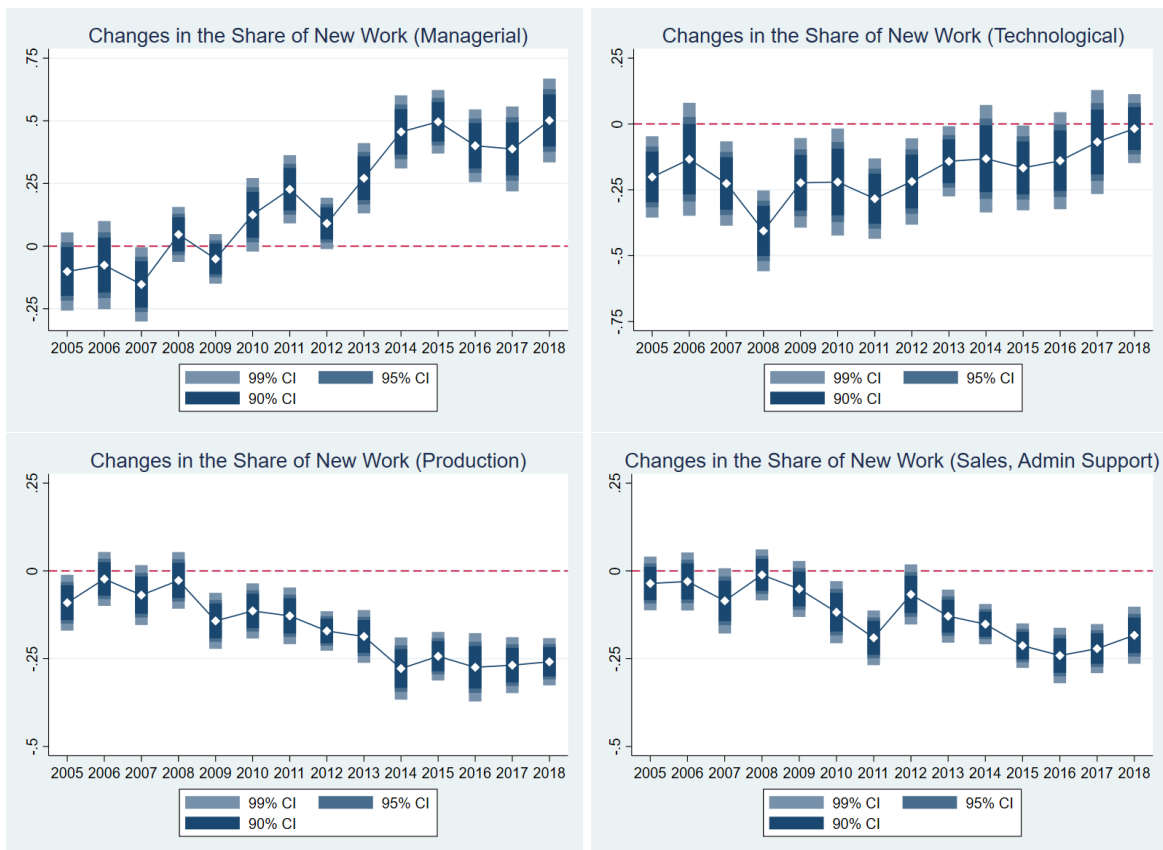 Changes in the Share of New Work (Managerial)
.75
.5
.25
0
-.25
2005 2006 2007 2008 2009 2010 2011 2012 2013 2014 2015 2016 2017 2018
99% CI 95% CI
90% CI
Changes in the Share of New Work (Technological)
.25
0
-.25
-.5
-.75
2005 2006 2007 2008 2009 2010 2011 2012 2013 2014 2015 2016 2017 2018
99% CI 95% CI
90% CI
Changes in the Share of New Work (Production)
.25
0
-.25
-.5
2005 2006 2007 2008 2009 2010 2011 2012 2013 2014 2015 2016 2017 2018
99% CI 95% CI
90% CI
Changes in the Share of New Work (Sales, Admin Support)
.25
0
-.25
-.5
2005 2006 2007 2008 2009 2010 2011 2012 2013 2014 2015 2016 2017 2018
99% CI 95% CI
90% CI